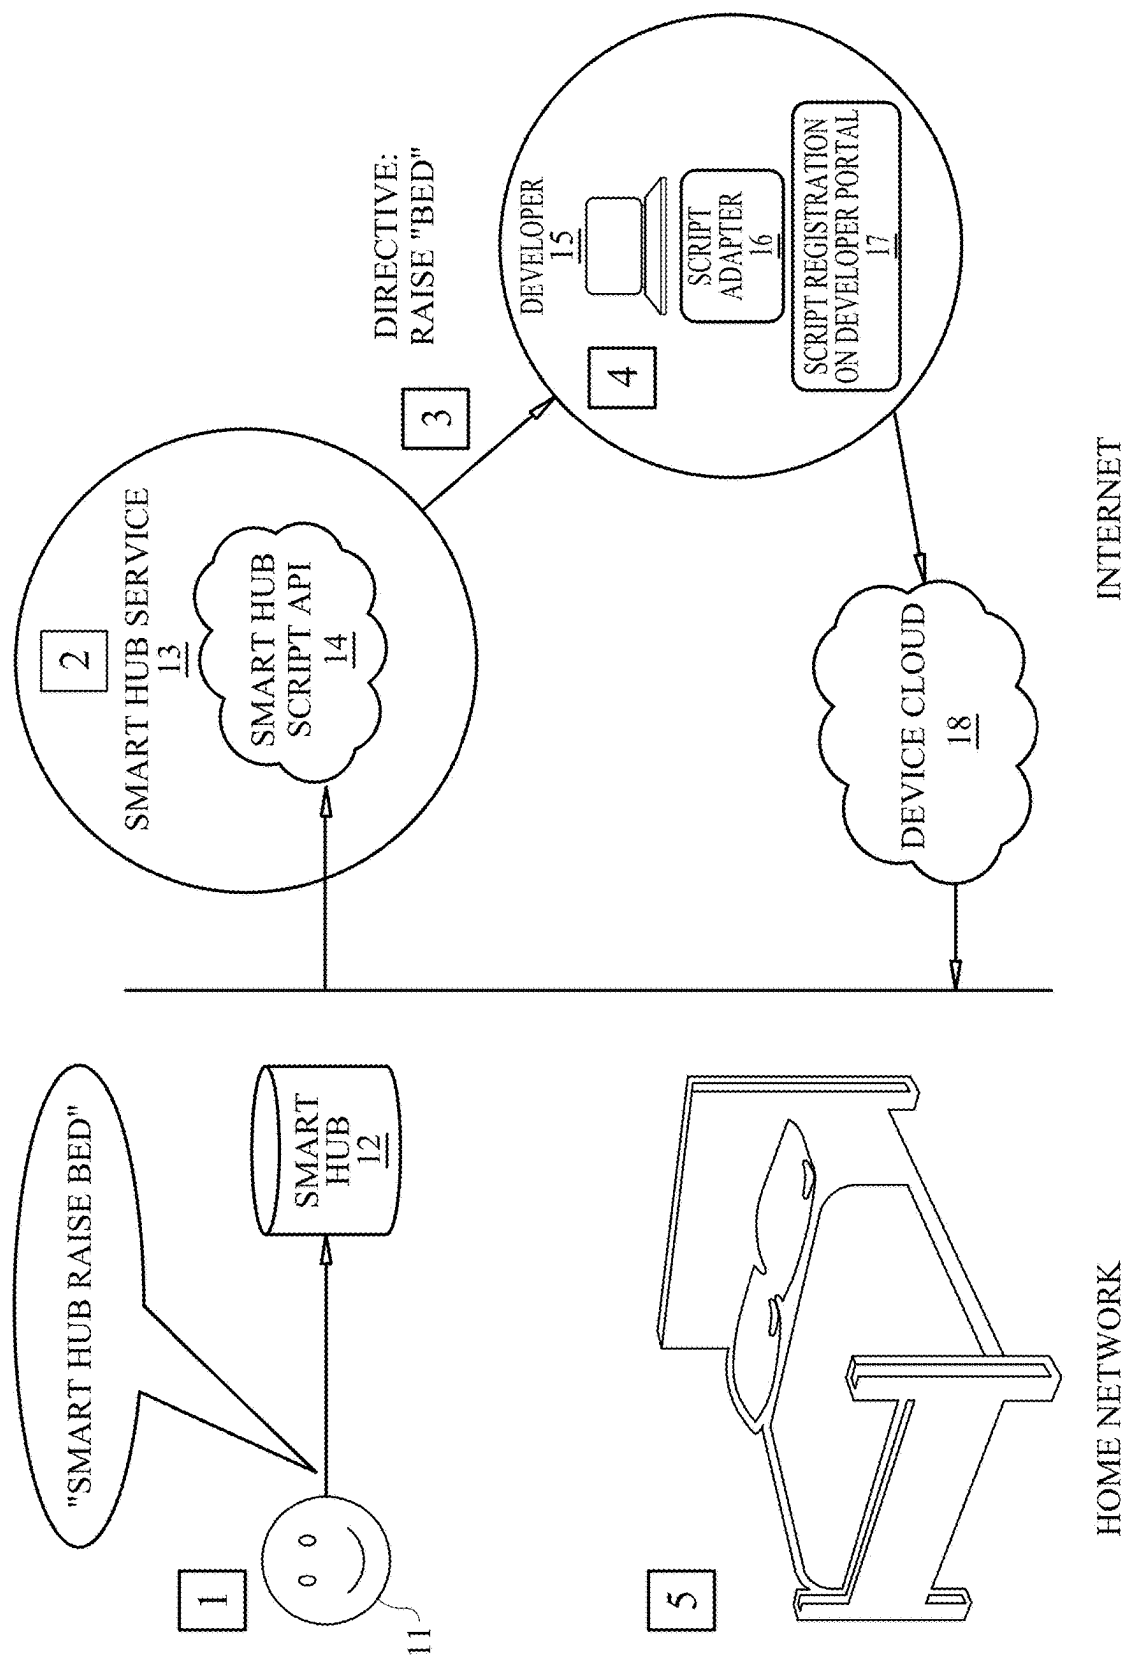 "SMART HUB RAISE BED"
1
11
SMART
HUB
12
2
SMART HUB SERVICE
13
SMART HUB
SCRIPT API
14
3
DIRECTIVE:
RAISE "BED"
4
DEVELOPER
15
SCRIPT
ADAPTER
16
SCRIPT REGISTRATION
ON DEVELOPER PORTAL
17
DEVICE CLOUD
18
5
HOME NETWORK
INTERNET